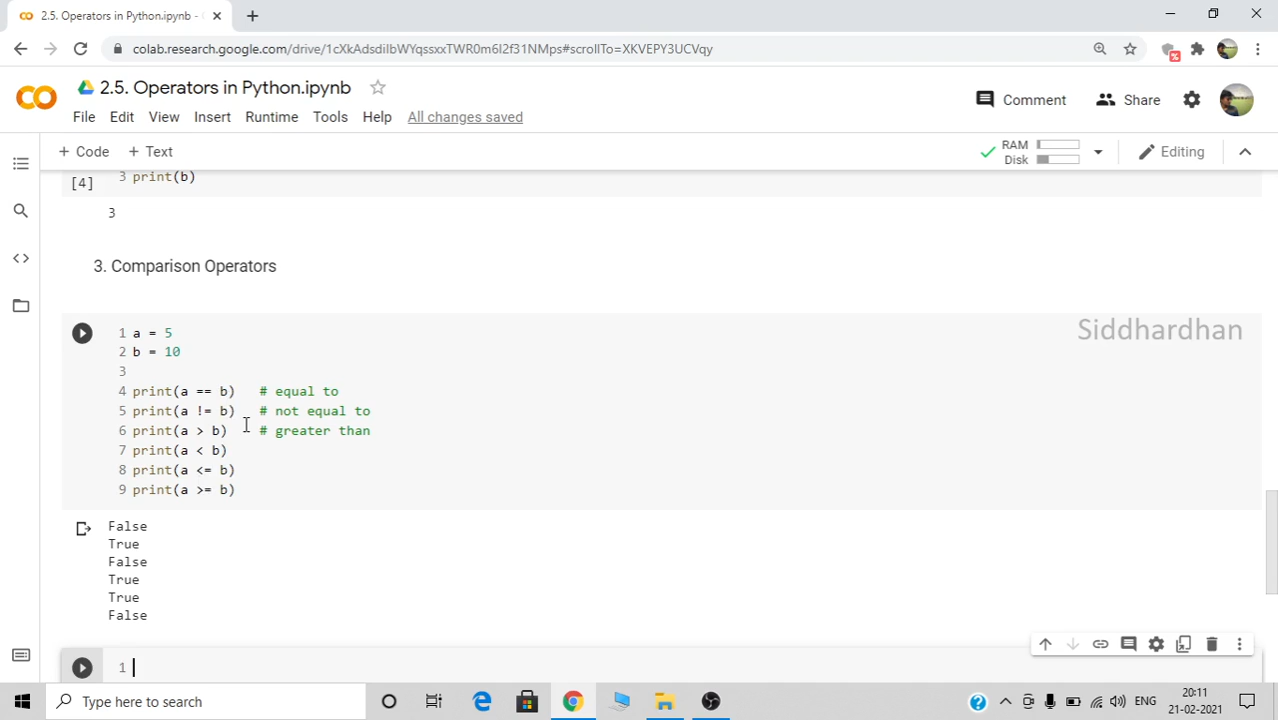 2.5. Operators in Python.ipynb -
colab.research.google.com/drive/1cXkAdsdiIbWYqssxxTWR0m6I2f31NMps#scrollTo=XKVEPY3UCVqy
2.5. Operators in Python.ipynb
Comment
Share
File Edit View Insert Runtime Tools Help All changes saved
+ Code + Text
RAM
Disk
Editing
3 print(b)
[4]
3
3. Comparison Operators
Siddhardhan
1 a = 5
2 b = 10
3
4 print(a == b) # equal to
5 print(a != b) # not equal to
6 print(a > b) # greater than
7 print(a < b)
8 print(a <= b)
9 print(a >= b)
False
True
False
True
True
False
1
Type here to search
ENG
20:11
21-02-2021